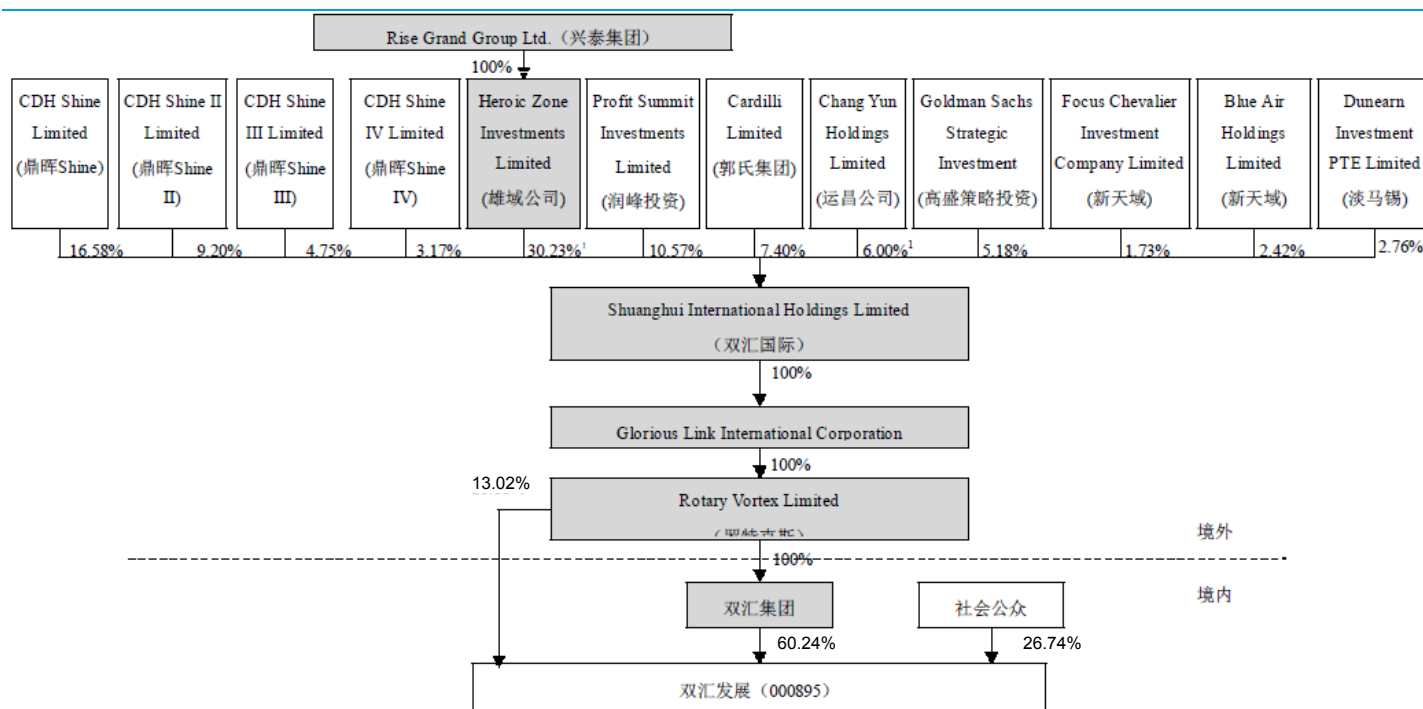 Rise Grand Group Ltd.（兴泰集团）
100%
CDH Shine
Limited
(鼎晖Shine)
CDH Shine II
Limited
(鼎晖Shine
II)
CDH Shine
III Limited
(鼎晖Shine
III)
CDH Shine
IV Limited
(鼎晖Shine
IV)
Heroic Zone
Investments
Limited
(雄域公司)
Profit Summit
Investments
Limited
(润峰投资)
Cardilli
Limited
(郭氏集团)
Chang Yun
Holdings
Limited
(运昌公司)
Goldman Sachs
Strategic
Investment
(高盛策略投资)
Focus Chevalier
Investment
Company Limited
(新天域)
Blue Air
Holdings
Limited
(新天域)
Dunearn
Investment
PTE Limited
(淡马锡)
16.58%
9.20%
4.75%
3.17%
30.23%¹
10.57%
7.40%
6.00%¹
5.18%
1.73%
2.42%
2.76%
Shuanghui International Holdings Limited
（双汇国际）
100%
Glorious Link International Corporation
100%
13.02%
Rotary Vortex Limited
境外
100%
境内
双汇集团
社会公众
60.24%
26.74%
双汇发展（000895）